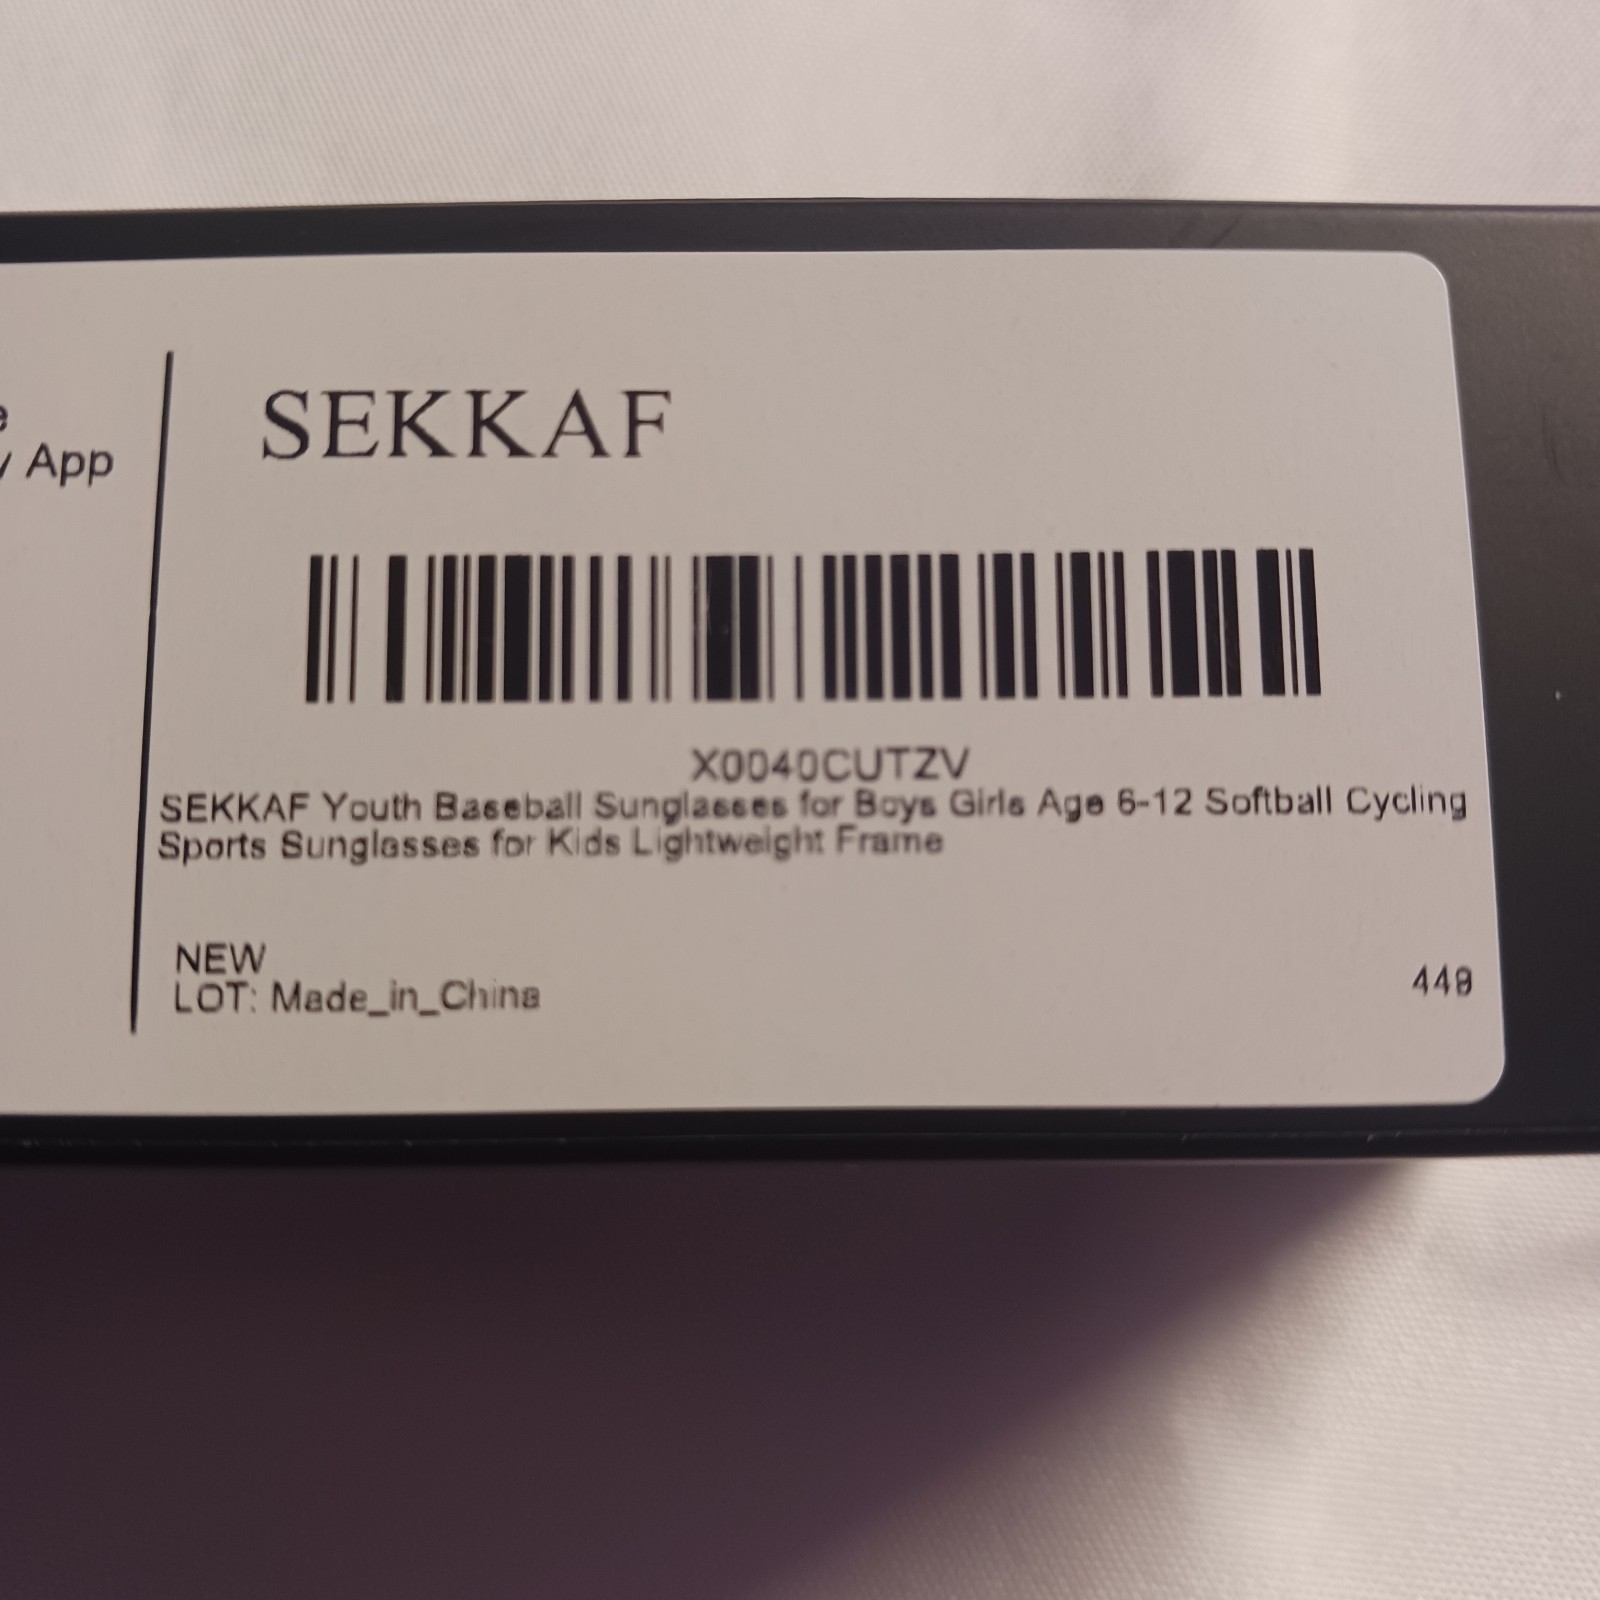 App
SEKKAF
X0040CUTZV
SEKKAF Youth Baseball Sunglasses for Boys Girls Age 6-12 Softball Cycling
Sports Sunglasses for Kids Lightweight Frame
NEW
LOT: Made_in_China
449